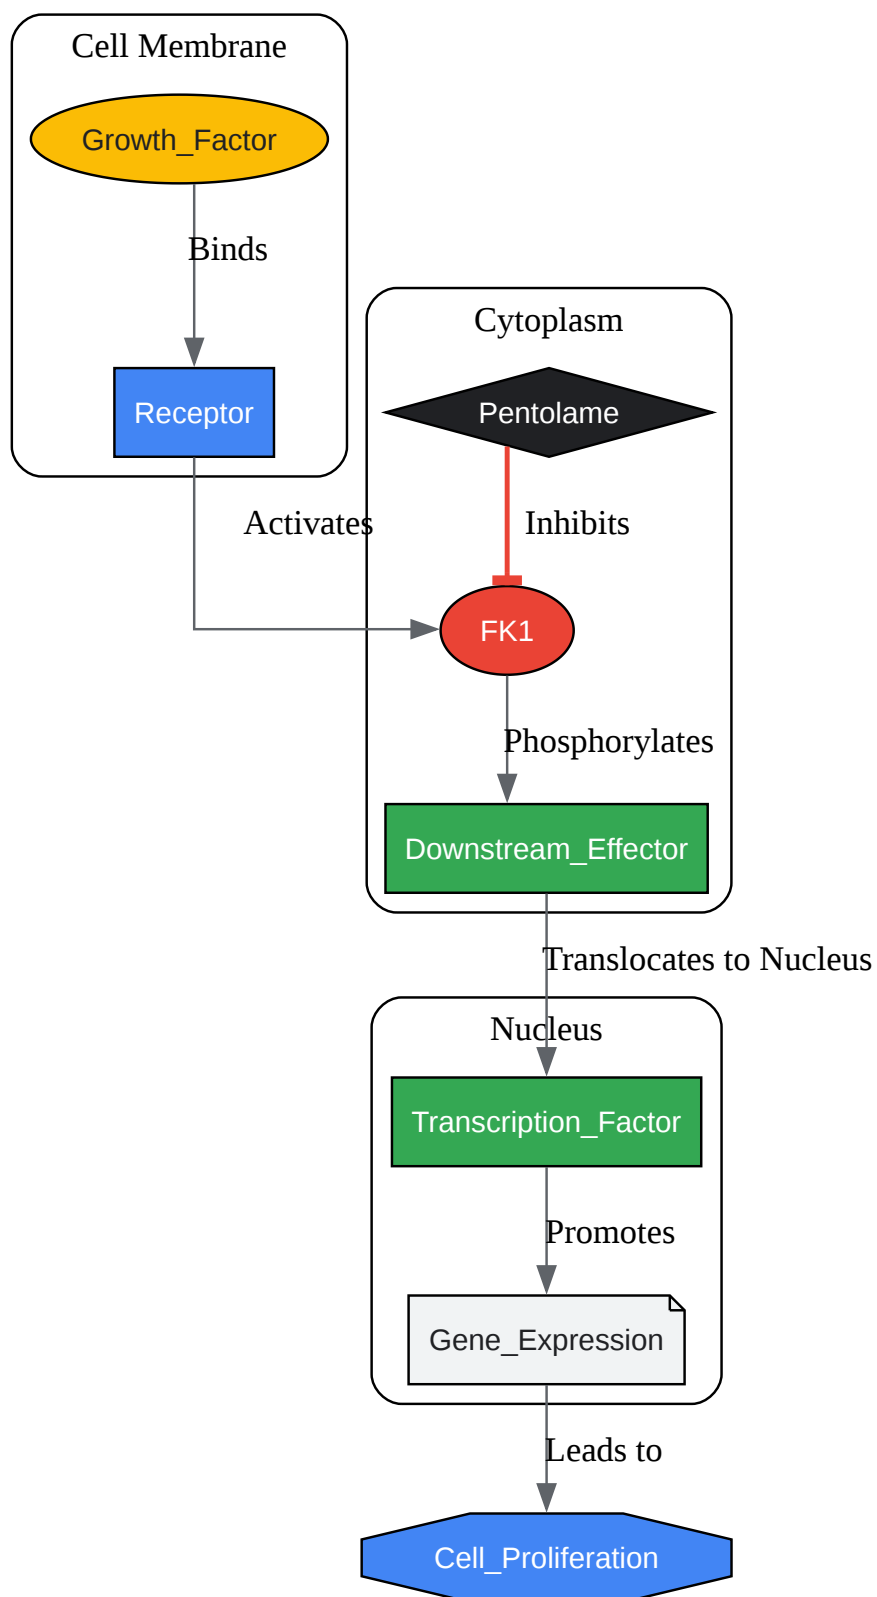 Cell Membrane
Growth_Factor
Binds
Receptor
Activates
Cytoplasm
Pentolame
Inhibits
FK1
Phosphorylates
Downstream_Effector
Translocates to Nucleus
Nucleus
Transcription_Factor
Promotes
Gene_Expression
Leads to
Cell_Proliferation